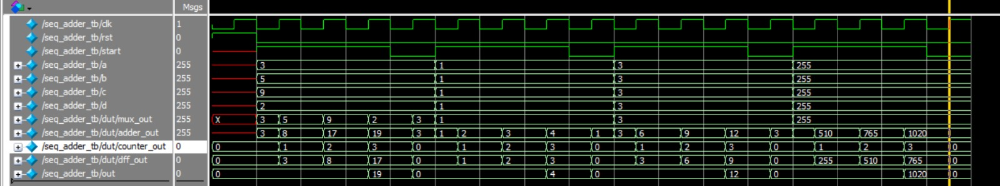 Msgs
/seq_adder_tb/clk 1
/seq_adder_tb/rst 0
/seq_adder_tb/start 0
/seq_adder_tb/a 255 3 1 3 255
/seq_adder_tb/b 255 5 1 3 255
/seq_adder_tb/c 255 9 1 3 255
/seq_adder_tb/d 255 2 1 3 255
/seq_adder_tb/dut/mux_out 255 X 3 5 9 2 3 1 3 255
/seq_adder_tb/dut/adder_out 255 3 8 17 19 3 1 2 3 4 1 3 6 9 12 3 510 765 1020
/seq_adder_tb/dut/counter_out 0 0 1 2 3 0 1 2 3 0 1 2 3 0 1 2 3 0
/seq_adder_tb/dut/dff_out 0 0 3 8 17 0 1 2 3 0 3 6 9 0 255 510 765 0
/seq_adder_tb/out 0 0 19 0 4 0 12 0 1020 0